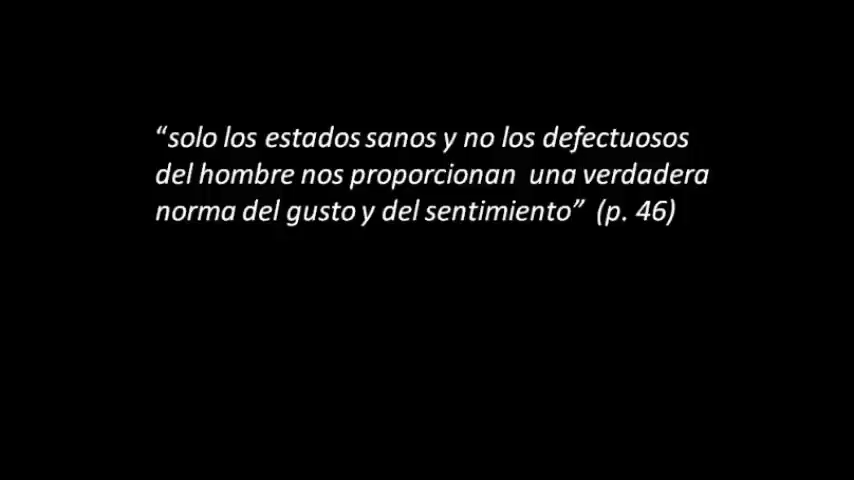 “solo los estados sanos y no los defectuosos
del hombre nos proporcionan una verdadera
norma del gusto y del sentimiento” (p. 46)